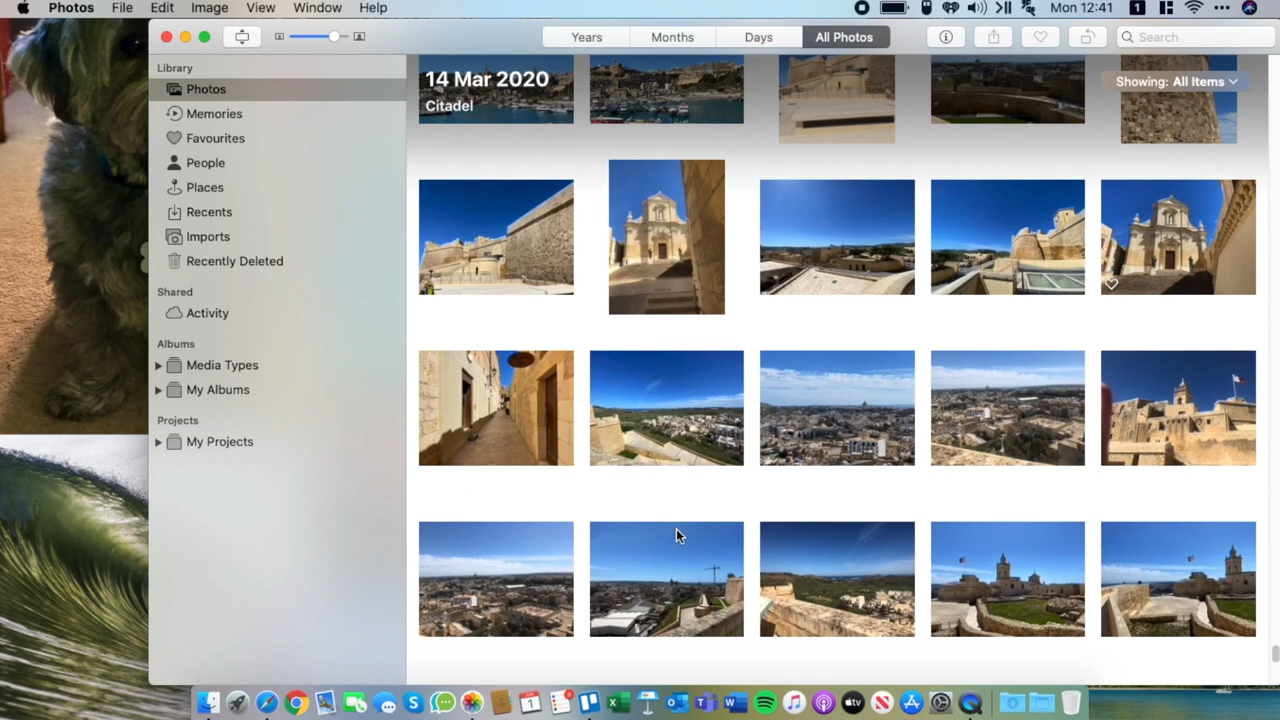 Photos File Edit Image View Window Help
Mon 12:41 1
Years Months Days All Photos
Search
Library
Photos
Memories
Favourites
People
Places
Recents
Imports
Recently Deleted
Shared
Activity
Albums
Media Types
My Albums
Projects
My Projects
14 Mar 2020
Citadel
Showing: All Items